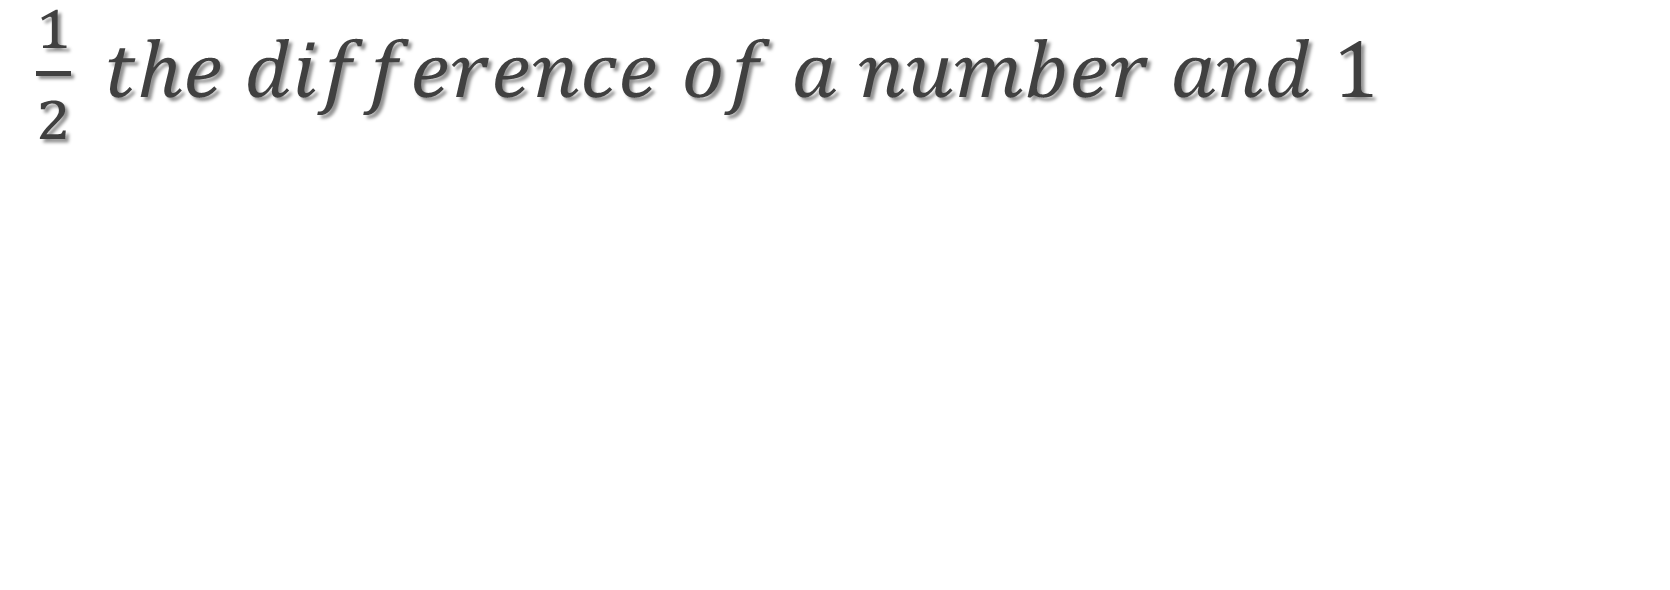 1/2 the difference of a number and 1